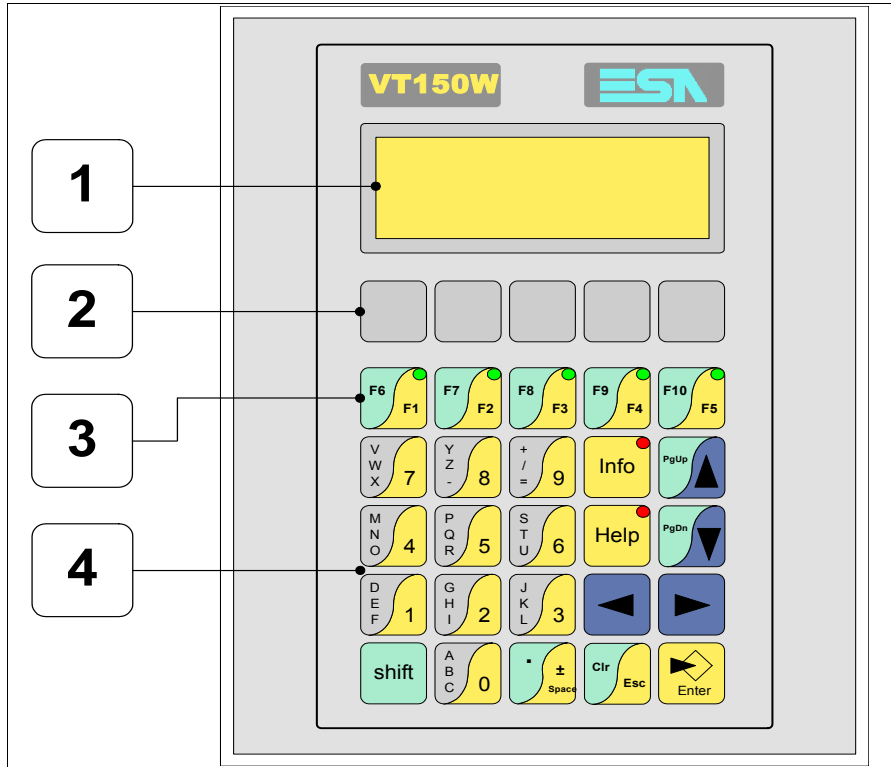 VT150W ESA
1
2
3
F6 F1 F7 F2 F8 F3 F9 F4 F10 F5
V W X 7 Y Z - 8 + / = 9 Info PgUp
4
M N O 4 P Q R 5 S T U 6 Help PgDn
D E F 1 G H I 2 J K L 3
shift A B C 0 . ± Space Clr Esc Enter